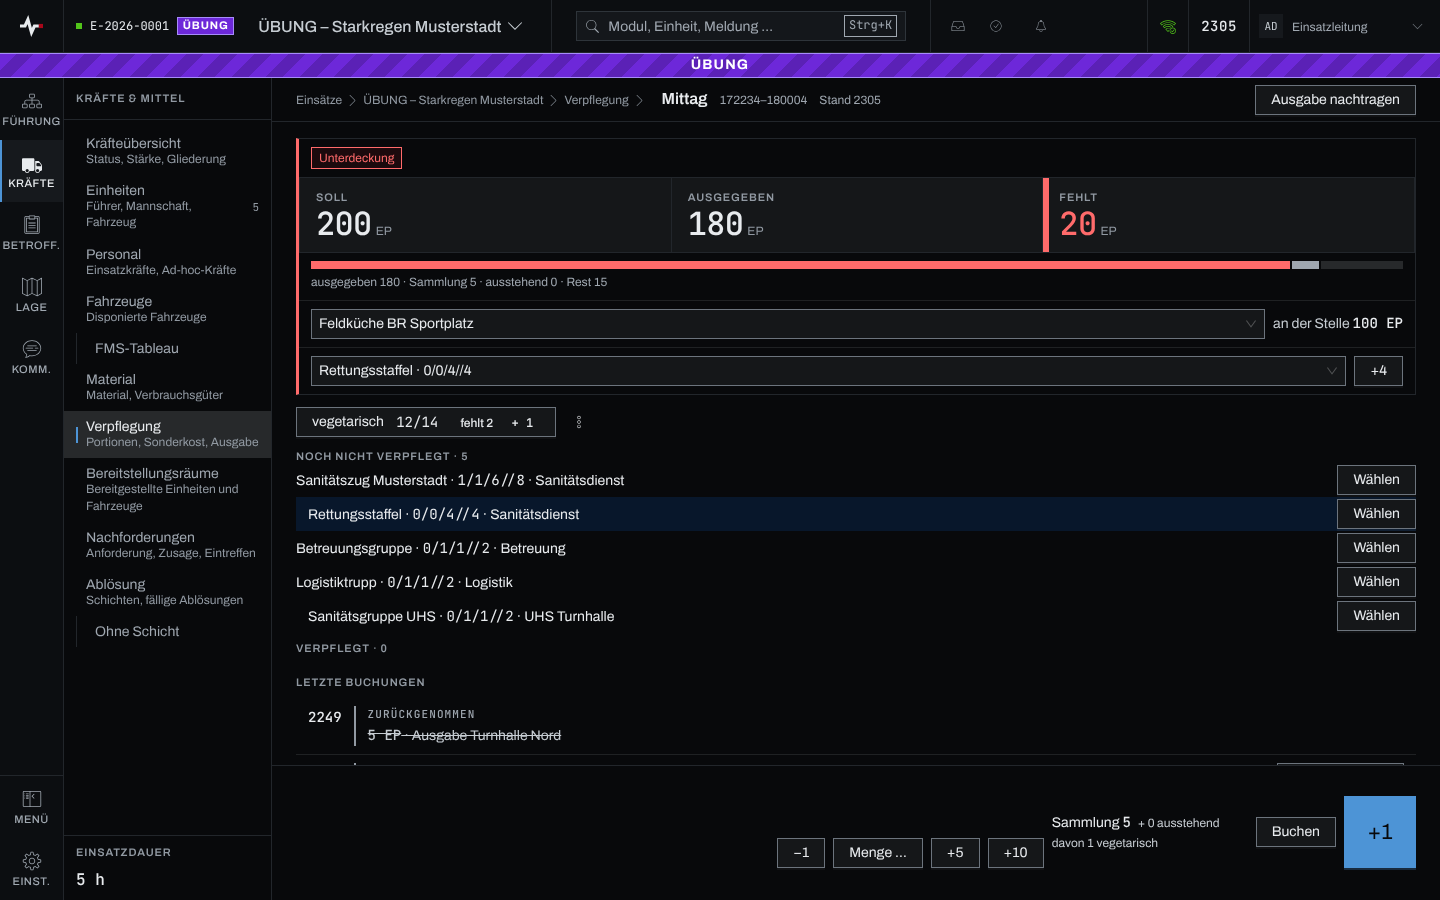 E-2026-0001 ÜBUNG ÜBUNG – Starkregen Musterstadt Modul, Einheit, Meldung ... Strg+K 2305 AD Einsatzleitung
ÜBUNG
FÜHRUNG
KRÄFTE
BETROFF.
LAGE
KOMM.
MENÜ
EINST.
KRÄFTE & MITTEL
Kräfteübersicht
Status, Stärke, Gliederung
Einheiten
Führer, Mannschaft,
Fahrzeug
5
Personal
Einsatzkräfte, Ad-hoc-Kräfte
Fahrzeuge
Disponierte Fahrzeuge
FMS-Tableau
Material
Material, Verbrauchsgüter
Verpflegung
Portionen, Sonderkost, Ausgabe
Bereitstellungsräume
Bereitgestellte Einheiten und
Fahrzeuge
Nachforderungen
Anforderung, Zusage, Eintreffen
Ablösung
Schichten, fällige Ablösungen
Ohne Schicht
EINSATZDAUER
5 h
Einsätze ÜBUNG – Starkregen Musterstadt Verpflegung Mittag 172234–180004 Stand 2305 Ausgabe nachtragen
Unterdeckung
SOLL
200 EP
AUSGEGEBEN
180 EP
FEHLT
20 EP
ausgegeben 180 · Sammlung 5 · ausstehend 0 · Rest 15
Feldküche BR Sportplatz an der Stelle 100 EP
Rettungsstaffel · 0/0/4//4 +4
vegetarisch 12/14 fehlt 2 + 1
NOCH NICHT VERPFLEGT · 5
Sanitätszug Musterstadt · 1/1/6//8 · Sanitätsdienst Wählen
Rettungsstaffel · 0/0/4//4 · Sanitätsdienst Wählen
Betreuungsgruppe · 0/1/1//2 · Betreuung Wählen
Logistiktrupp · 0/1/1//2 · Logistik Wählen
Sanitätsgruppe UHS · 0/1/1//2 · UHS Turnhalle Wählen
VERPFLEGT · 0
LETZTE BUCHUNGEN
2249 ZURÜCKGENOMMEN
5 EP · Ausgabe Turnhalle Nord
−1 Menge ... +5 +10
Sammlung 5 + 0 ausstehend
davon 1 vegetarisch
Buchen
+1